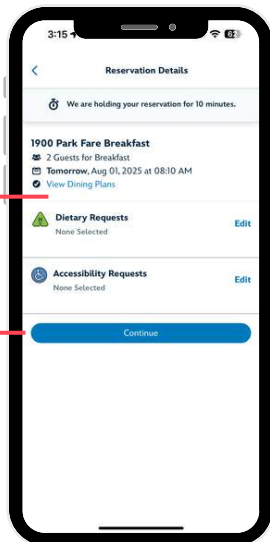 3:15
62
Reservation Details
We are holding your reservation for 10 minutes.
1900 Park Fare Breakfast
2 Guests for Breakfast
Tomorrow, Aug 01, 2025 at 08:10 AM
View Dining Plans
Dietary Requests
Edit
None Selected
Accessibility Requests
Edit
None Selected
Continue